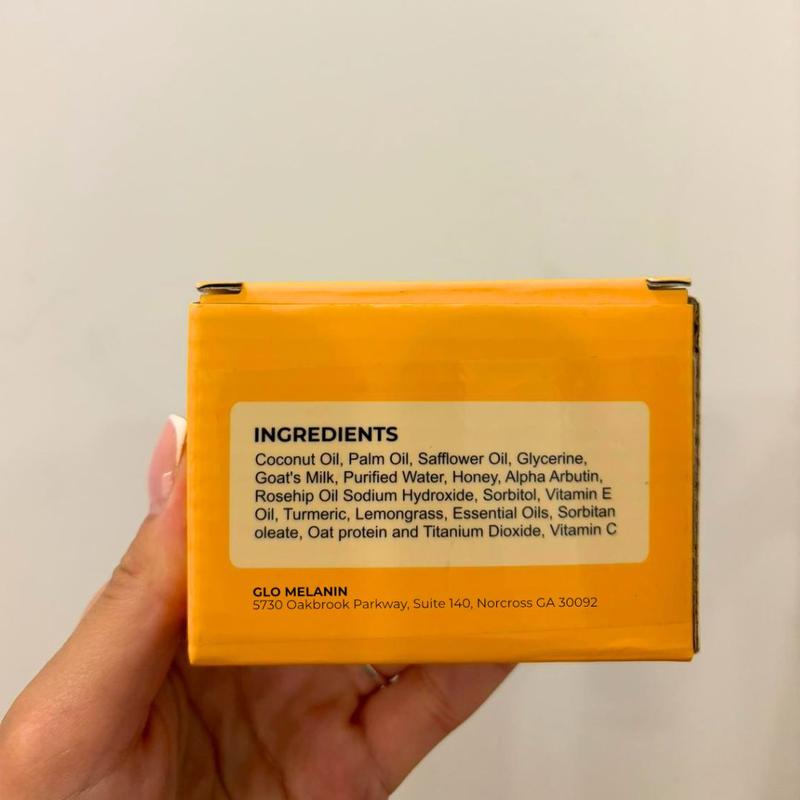 INGREDIENTS
Coconut Oil, Palm Oil, Safflower Oil, Glycerine,
Goat's Milk, Purified Water, Honey, Alpha Arbutin,
Rosehip Oil Sodium Hydroxide, Sorbitol, Vitamin E
Oil, Turmeric, Lemongrass, Essential Oils, Sorbitan
oleate, Oat protein and Titanium Dioxide, Vitamin C
GLO MELANIN
5730 Oakbrook Parkway, Suite 140, Norcross GA 30092